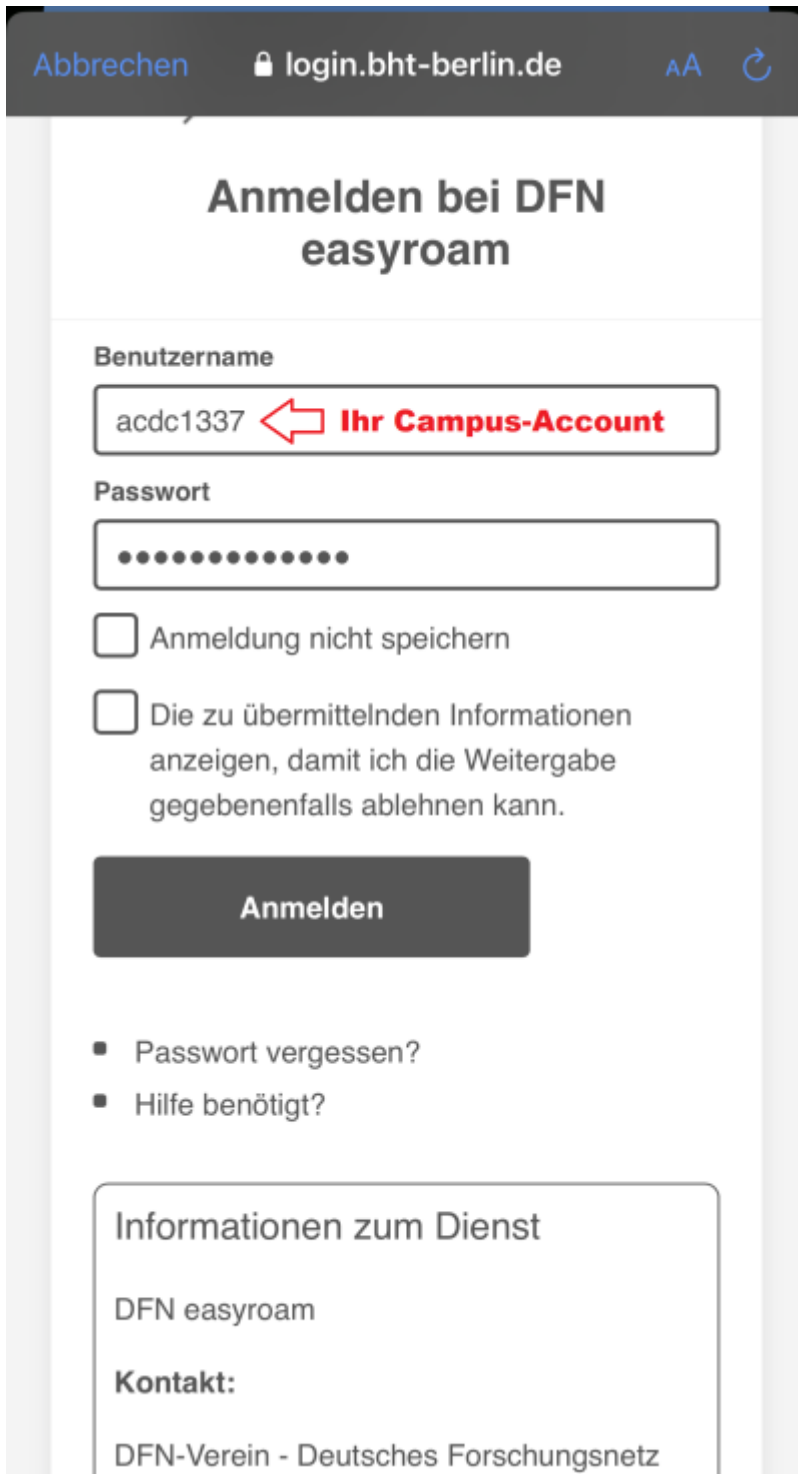 Abbrechen login.bht-berlin.de AA
Anmelden bei DFN
easyroam
Benutzername
acdc1337 Ihr Campus-Account
Passwort
•••••••••••••
Anmeldung nicht speichern
Die zu übermittelnden Informationen
anzeigen, damit ich die Weitergabe
gegebenenfalls ablehnen kann.
Anmelden
Passwort vergessen?
Hilfe benötigt?
Informationen zum Dienst
DFN easyroam
Kontakt:
DFN-Verein - Deutsches Forschungsnetz